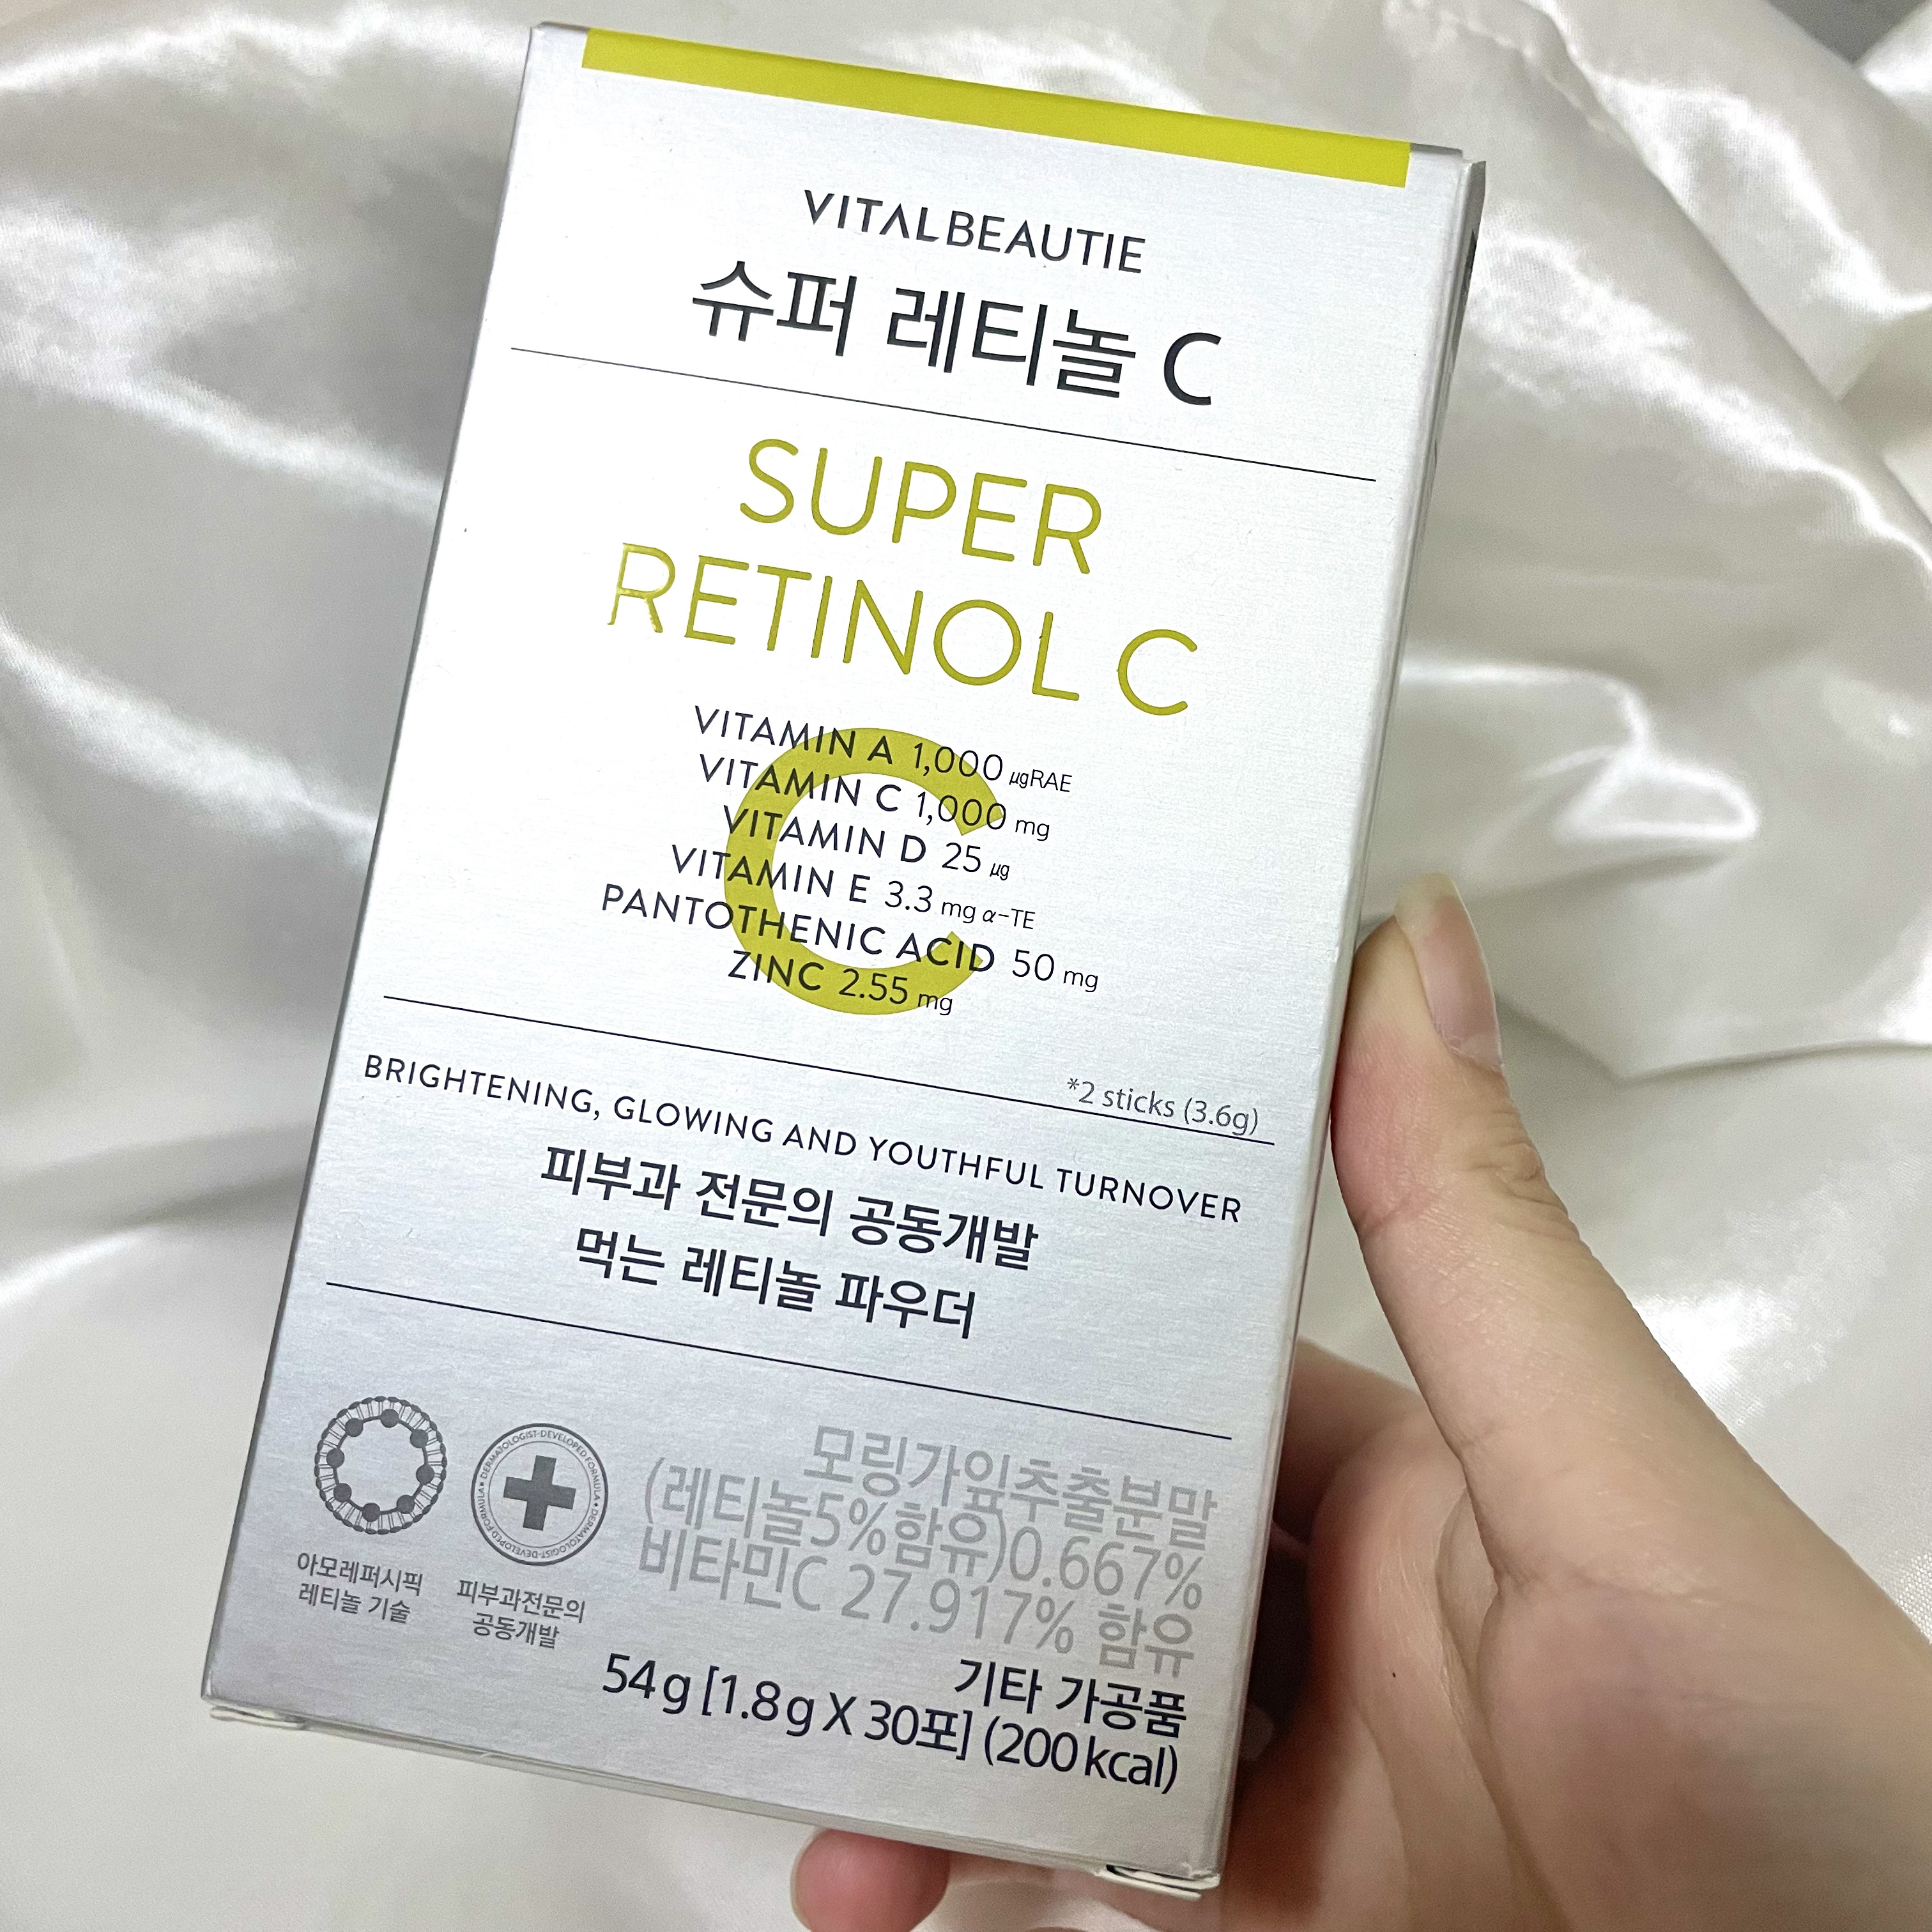 VITALBEAUTIE
슈퍼 레티놀 C
SUPER
RETINOL C
C
VITAMIN A 1,000 μgRAE
VITAMIN C 1,000 mg
VITAMIN D 25 μg
VITAMIN E 3.3 mg α-TE
PANTOTHENIC ACID 50 mg
ZINC 2.55 mg
*2 sticks (3.6g)
BRIGHTENING, GLOWING AND YOUTHFUL TURNOVER
피부과 전문의 공동개발
먹는 레티놀 파우더
아모레퍼시픽
레티놀 기술
DERMATOLOGIST-DEVELOPED FORMULA • DERMATOLOGIST-DEVELOPED FORMULA •
피부과전문의
공동개발
모링가잎추출분말
(레티놀5%함유)0.667%
비타민C 27.917% 함유
기타 가공품
54g [1.8g X 30포] (200kcal)